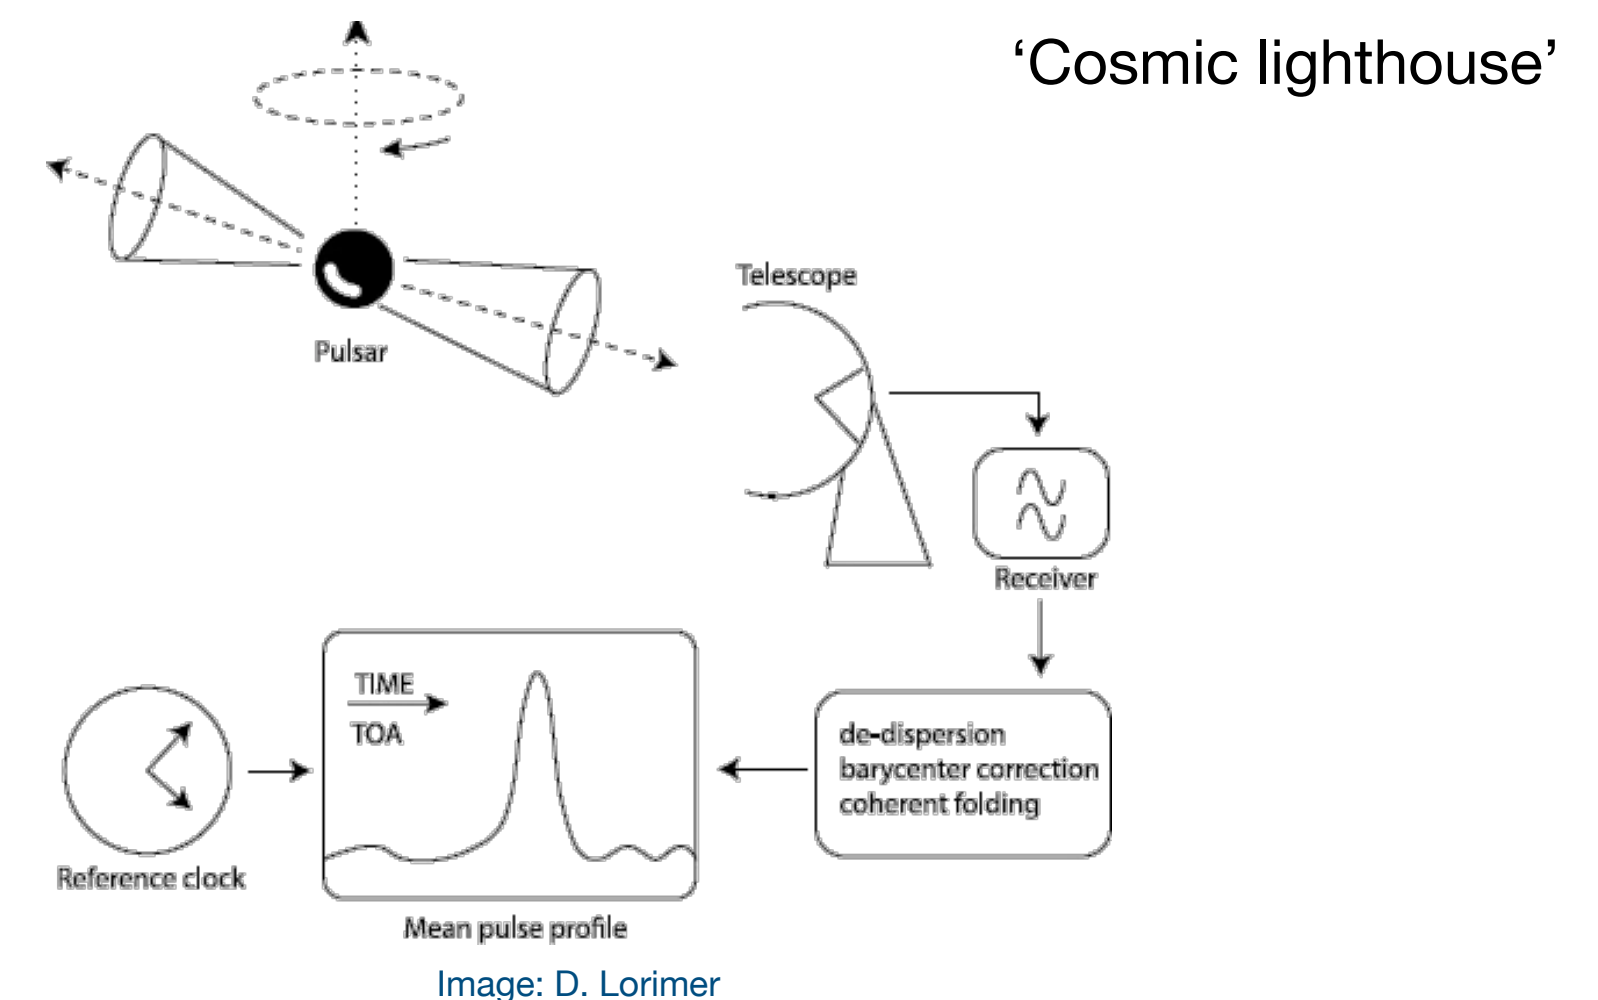 ‘Cosmic lighthouse’
Pulsar
Telescope
Receiver
de-dispersion
barycenter correction
coherent folding
TIME
TOA
Reference clock
Mean pulse profile
Image: D. Lorimer